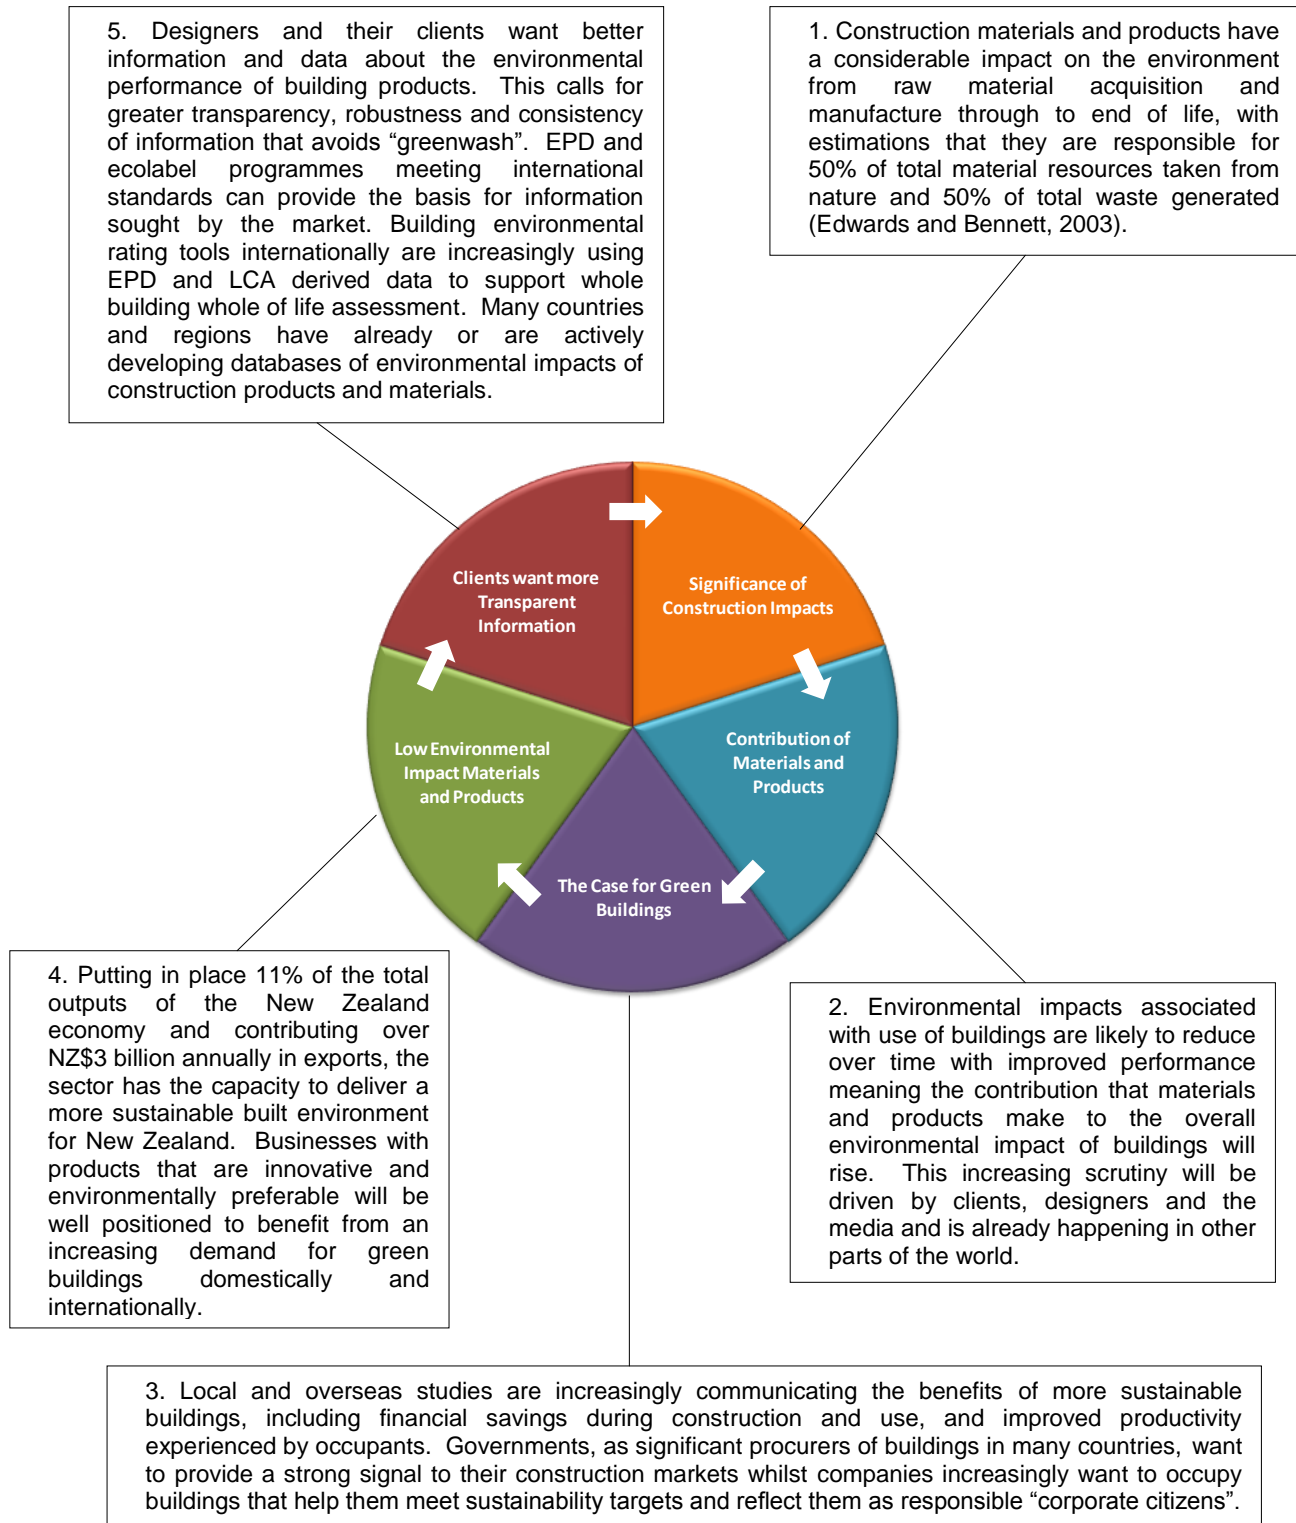 5. Designers and their clients want better
information and data about the environmental
performance of building products. This calls for
greater transparency, robustness and consistency
of information that avoids “greenwash”. EPD and
ecolabel programmes meeting international
standards can provide the basis for information
sought by the market. Building environmental
rating tools internationally are increasingly using
EPD and LCA derived data to support whole
building whole of life assessment. Many countries
and regions have already or are actively
developing databases of environmental impacts of
construction products and materials.
1. Construction materials and products have
a considerable impact on the environment
from raw material acquisition and
manufacture through to end of life, with
estimations that they are responsible for
50% of total material resources taken from
nature and 50% of total waste generated
(Edwards and Bennett, 2003).
Clients want more
Transparent
Information
Significance of
Construction Impacts
Low Environmental
Impact Materials
and Products
Contribution of
Materials and
Products
The Case for Green
Buildings
4. Putting in place 11% of the total
outputs of the New Zealand
economy and contributing over
NZ$3 billion annually in exports, the
sector has the capacity to deliver a
more sustainable built environment
for New Zealand. Businesses with
products that are innovative and
environmentally preferable will be
well positioned to benefit from an
increasing demand for green
buildings domestically and
internationally.
2. Environmental impacts associated
with use of buildings are likely to reduce
over time with improved performance
meaning the contribution that materials
and products make to the overall
environmental impact of buildings will
rise. This increasing scrutiny will be
driven by clients, designers and the
media and is already happening in other
parts of the world.
3. Local and overseas studies are increasingly communicating the benefits of more sustainable
buildings, including financial savings during construction and use, and improved productivity
experienced by occupants. Governments, as significant procurers of buildings in many countries, want
to provide a strong signal to their construction markets whilst companies increasingly want to occupy
buildings that help them meet sustainability targets and reflect them as responsible “corporate citizens”.